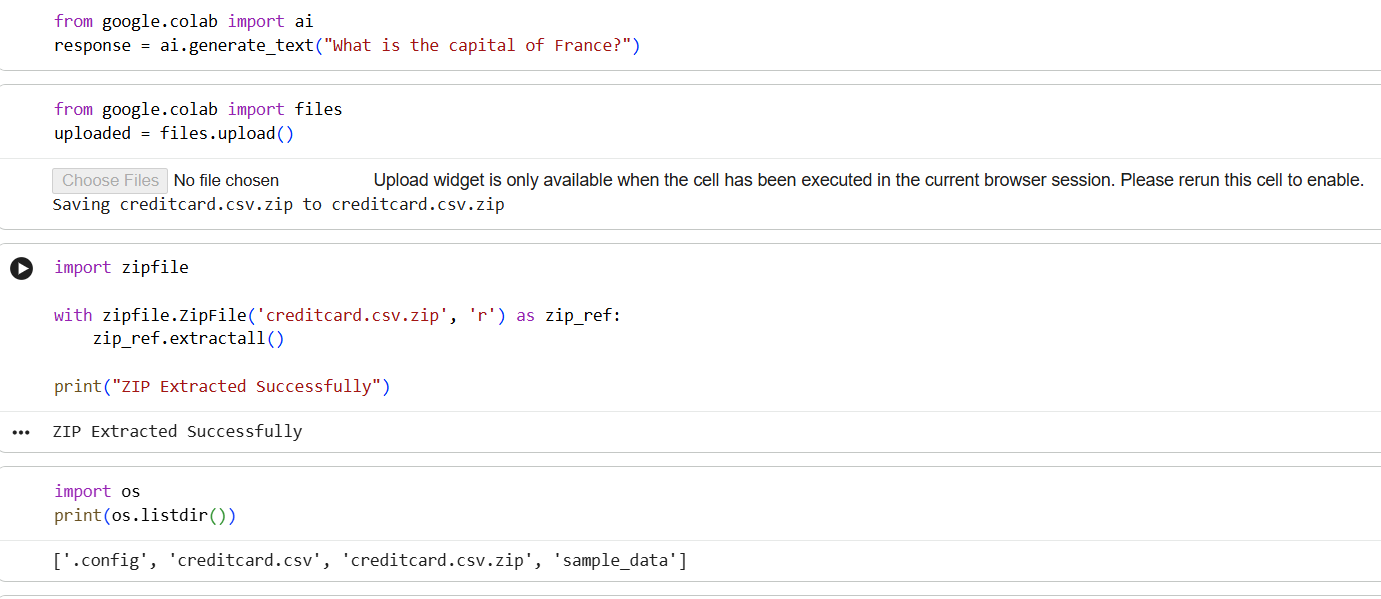 from google.colab import ai
response = ai.generate_text("What is the capital of France?")
from google.colab import files
uploaded = files.upload()
Choose Files No file chosen Upload widget is only available when the cell has been executed in the current browser session. Please rerun this cell to enable.
Saving creditcard.csv.zip to creditcard.csv.zip
import zipfile
with zipfile.ZipFile('creditcard.csv.zip', 'r') as zip_ref:
    zip_ref.extractall()
print("ZIP Extracted Successfully")
ZIP Extracted Successfully
import os
print(os.listdir())
['.config', 'creditcard.csv', 'creditcard.csv.zip', 'sample_data']